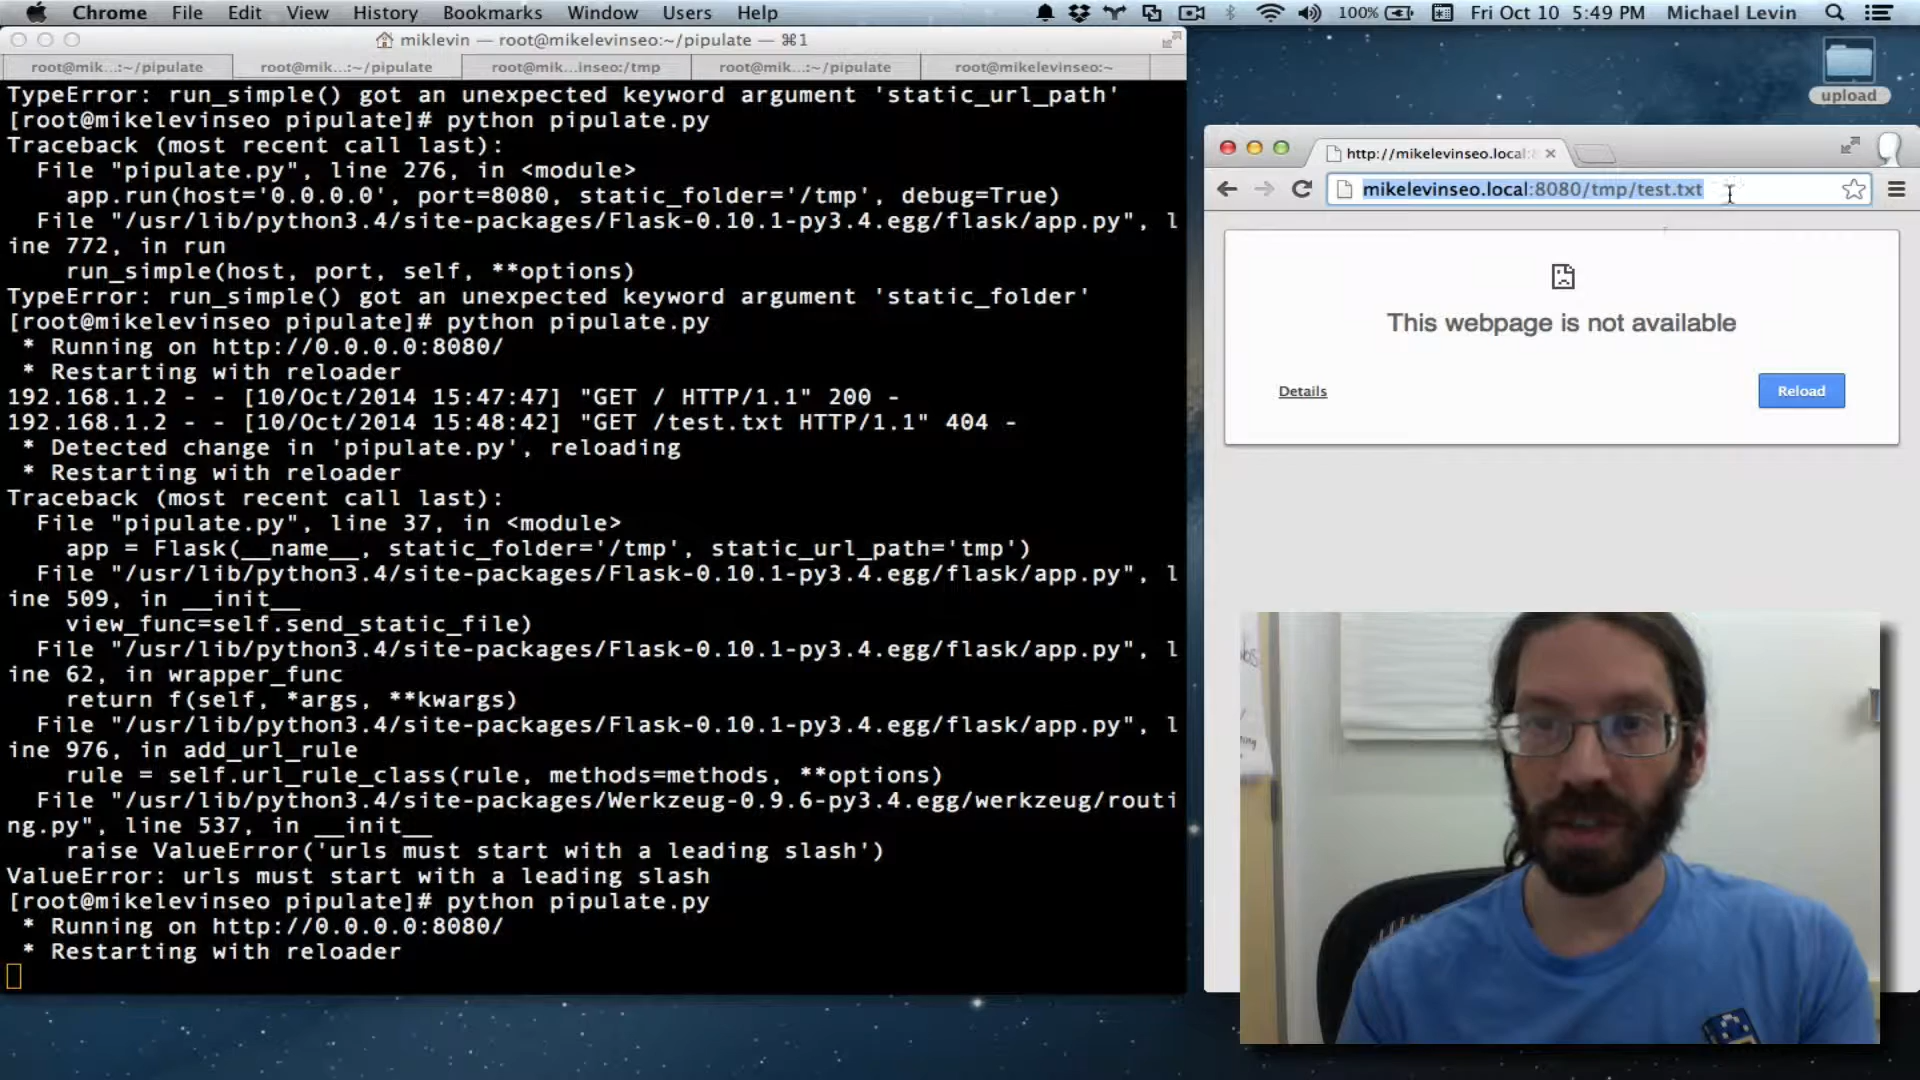 Chrome File Edit View History Bookmarks Window Users Help 100% Fri Oct 10 5:49 PM Michael Levin
miklevin — root@mikelevinseo:~/pipulate — ⌘1
root@mik...:~/pipulate root@mik...:~/pipulate root@mik...inseo:/tmp root@mik...:~/pipulate root@mikelevinseo:~
TypeError: run_simple() got an unexpected keyword argument 'static_url_path'
[root@mikelevinseo pipulate]# python pipulate.py
Traceback (most recent call last):
File "pipulate.py", line 276, in <module>
app.run(host='0.0.0.0', port=8080, static_folder='/tmp', debug=True)
File "/usr/lib/python3.4/site-packages/Flask-0.10.1-py3.4.egg/flask/app.py", l
ine 772, in run
run_simple(host, port, self, **options)
TypeError: run_simple() got an unexpected keyword argument 'static_folder'
[root@mikelevinseo pipulate]# python pipulate.py
* Running on http://0.0.0.0:8080/
* Restarting with reloader
192.168.1.2 - - [10/Oct/2014 15:47:47] "GET / HTTP/1.1" 200 -
192.168.1.2 - - [10/Oct/2014 15:48:42] "GET /test.txt HTTP/1.1" 404 -
* Detected change in 'pipulate.py', reloading
* Restarting with reloader
Traceback (most recent call last):
File "pipulate.py", line 37, in <module>
app = Flask(__name__, static_folder='/tmp', static_url_path='tmp')
File "/usr/lib/python3.4/site-packages/Flask-0.10.1-py3.4.egg/flask/app.py", l
ine 509, in __init__
view_func=self.send_static_file)
File "/usr/lib/python3.4/site-packages/Flask-0.10.1-py3.4.egg/flask/app.py", l
ine 62, in wrapper_func
return f(self, *args, **kwargs)
File "/usr/lib/python3.4/site-packages/Flask-0.10.1-py3.4.egg/flask/app.py", l
ine 976, in add_url_rule
rule = self.url_rule_class(rule, methods=methods, **options)
File "/usr/lib/python3.4/site-packages/Werkzeug-0.9.6-py3.4.egg/werkzeug/routi
ng.py", line 537, in __init__
raise ValueError('urls must start with a leading slash')
ValueError: urls must start with a leading slash
[root@mikelevinseo pipulate]# python pipulate.py
* Running on http://0.0.0.0:8080/
* Restarting with reloader
upload
http://mikelevinseo.local:8
mikelevinseo.local:8080/tmp/test.txt
This webpage is not available
Details
Reload